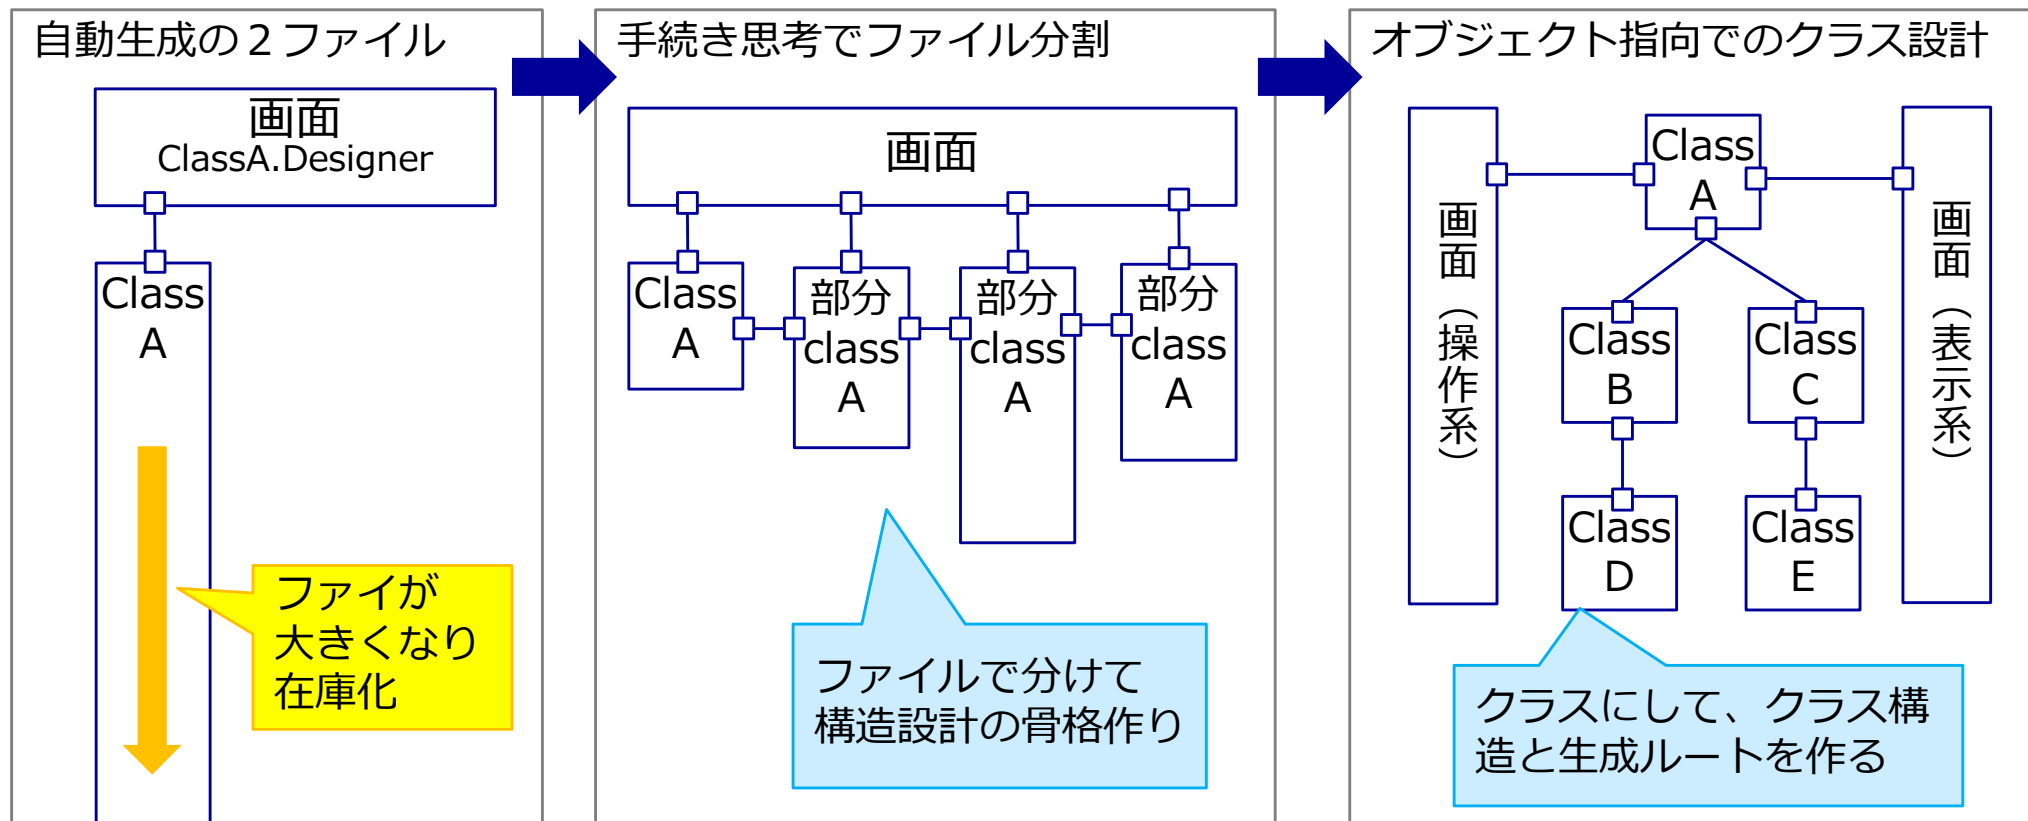 自動生成の２ファイル
画面
ClassA.Designer
Class
A
ファイが
大きくなり
在庫化
手続き思考でファイル分割
画面
Class
A
部分
class
A
部分
class
A
部分
class
A
ファイルで分けて
構造設計の骨格作り
オブジェクト指向でのクラス設計
画面（操作系）
Class
A
画面（表示系）
Class
B
Class
C
Class
D
Class
E
クラスにして、クラス構
造と生成ルートを作る